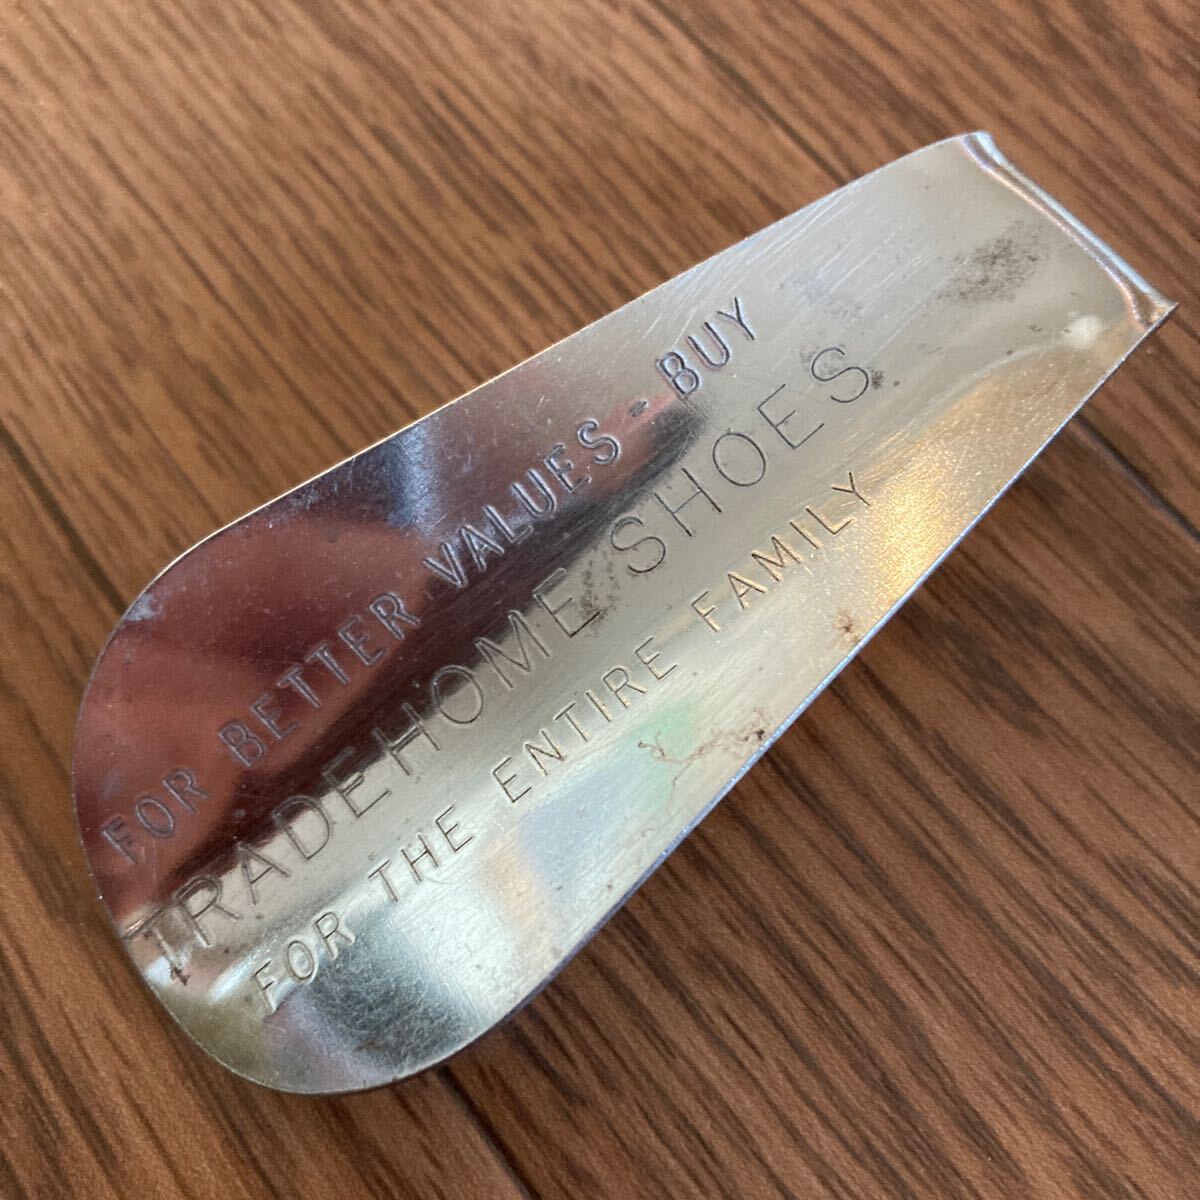 FOR BETTER VALUES - BUY
TRADEHOME SHOES
FOR THE ENTIRE FAMILY